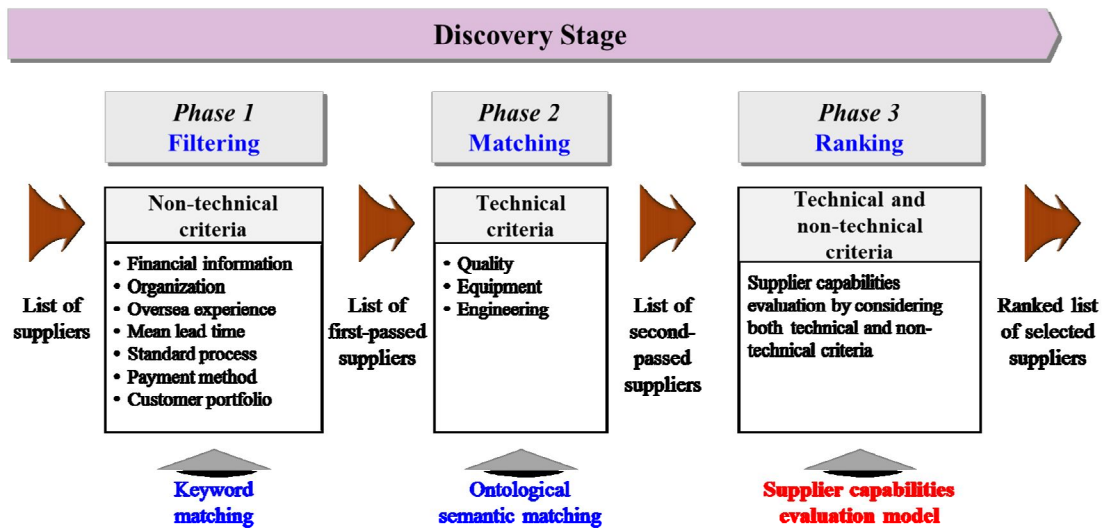 Discovery Stage
Phase 1
Filtering
Phase 2
Matching
Phase 3
Ranking
List of
suppliers
Non-technical
criteria
• Financial information
• Organization
• Oversea experience
• Mean lead time
• Standard process
• Payment method
• Customer portfolio
Keyword
matching
List of
first-passed
suppliers
Technical
criteria
• Quality
• Equipment
• Engineering
Ontological
semantic matching
List of
second-
passed
suppliers
Technical and
non-technical
criteria
Supplier capabilities
evaluation by considering
both technical and non-
technical criteria
Supplier capabilities
evaluation model
Ranked list
of selected
suppliers